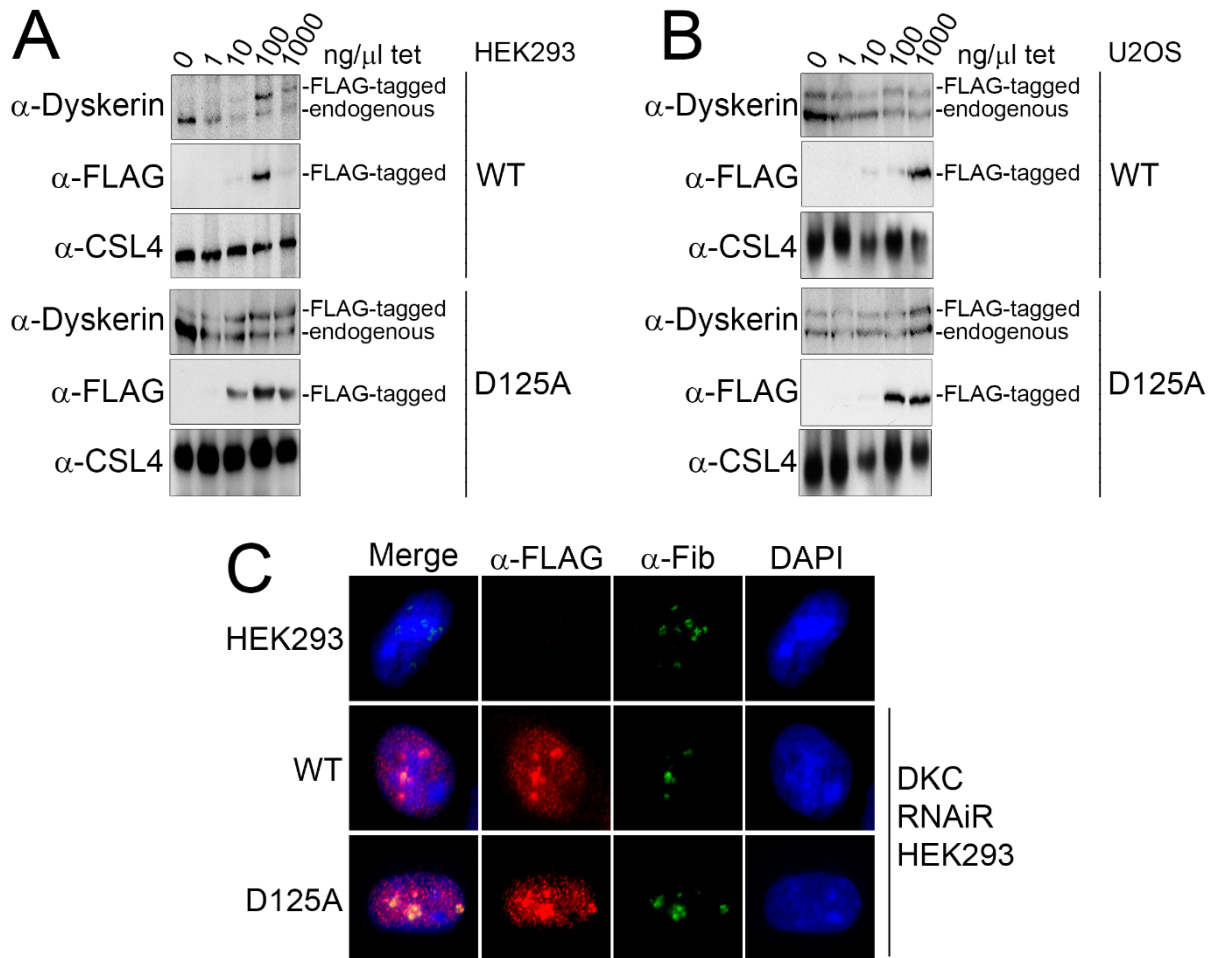 A
0 1 10 100 1000 ng/μl tet HEK293
α-Dyskerin -FLAG-tagged
-endogenous
α-FLAG -FLAG-tagged WT
α-CSL4
α-Dyskerin -FLAG-tagged
-endogenous
α-FLAG -FLAG-tagged D125A
α-CSL4
B
0 1 10 100 1000 ng/μl tet U2OS
α-Dyskerin -FLAG-tagged
-endogenous
α-FLAG -FLAG-tagged WT
α-CSL4
α-Dyskerin -FLAG-tagged
-endogenous
α-FLAG -FLAG-tagged D125A
α-CSL4
C
Merge α-FLAG α-Fib DAPI
HEK293
WT
D125A
DKC
RNAiR
HEK293